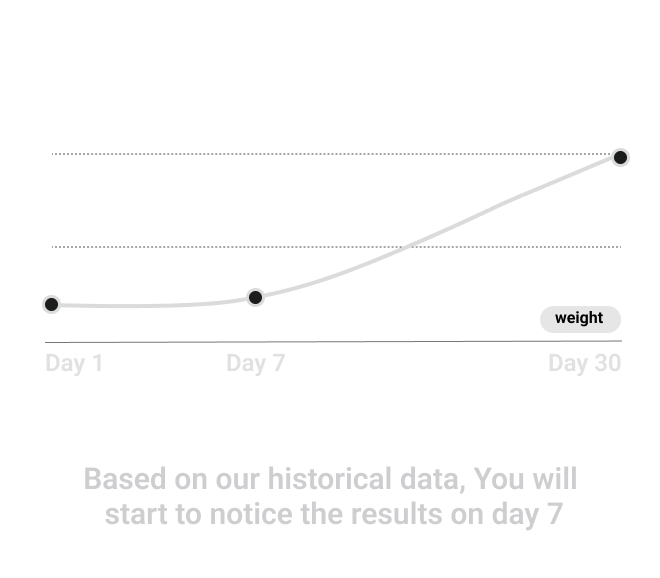 weight
Day 1
Day 7
Day 30
Based on our historical data, You will
start to notice the results on day 7